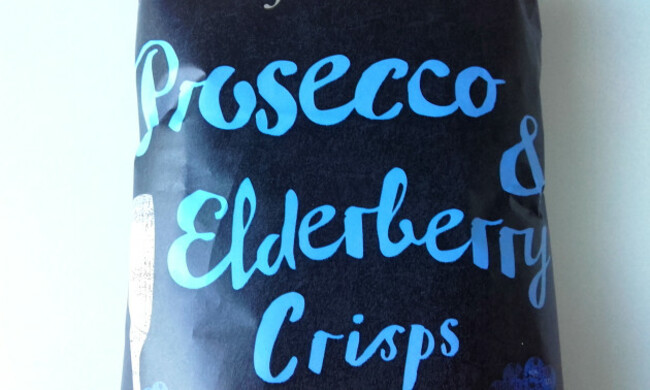 Prosecco
&
Elderberry
Crisps